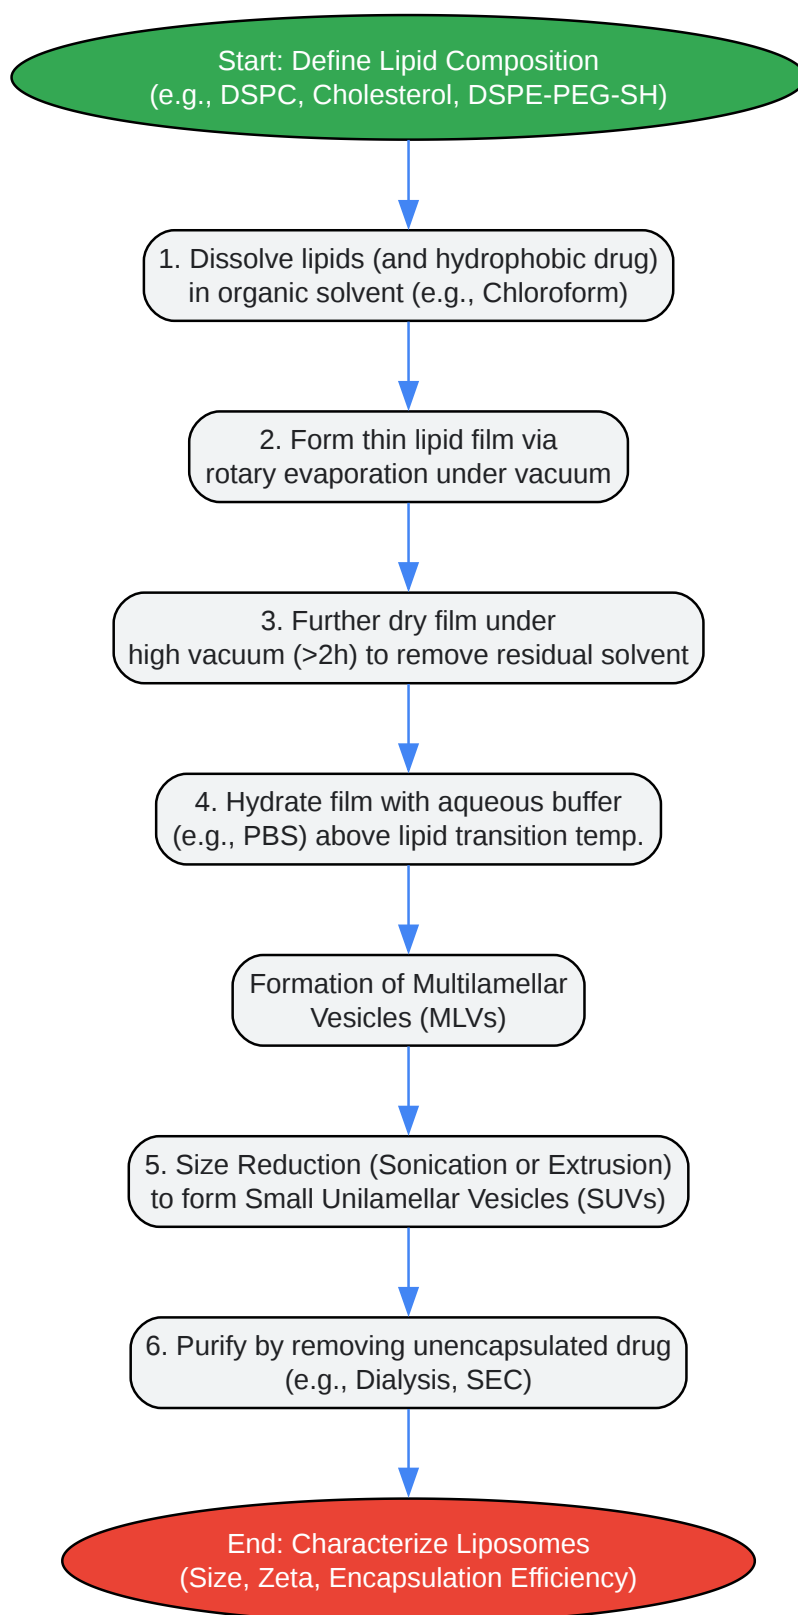 Start: Define Lipid Composition
(e.g., DSPC, Cholesterol, DSPE-PEG-SH)
1. Dissolve lipids (and hydrophobic drug)
in organic solvent (e.g., Chloroform)
2. Form thin lipid film via
rotary evaporation under vacuum
3. Further dry film under
high vacuum (>2h) to remove residual solvent
4. Hydrate film with aqueous buffer
(e.g., PBS) above lipid transition temp.
Formation of Multilamellar
Vesicles (MLVs)
5. Size Reduction (Sonication or Extrusion)
to form Small Unilamellar Vesicles (SUVs)
6. Purify by removing unencapsulated drug
(e.g., Dialysis, SEC)
End: Characterize Liposomes
(Size, Zeta, Encapsulation Efficiency)